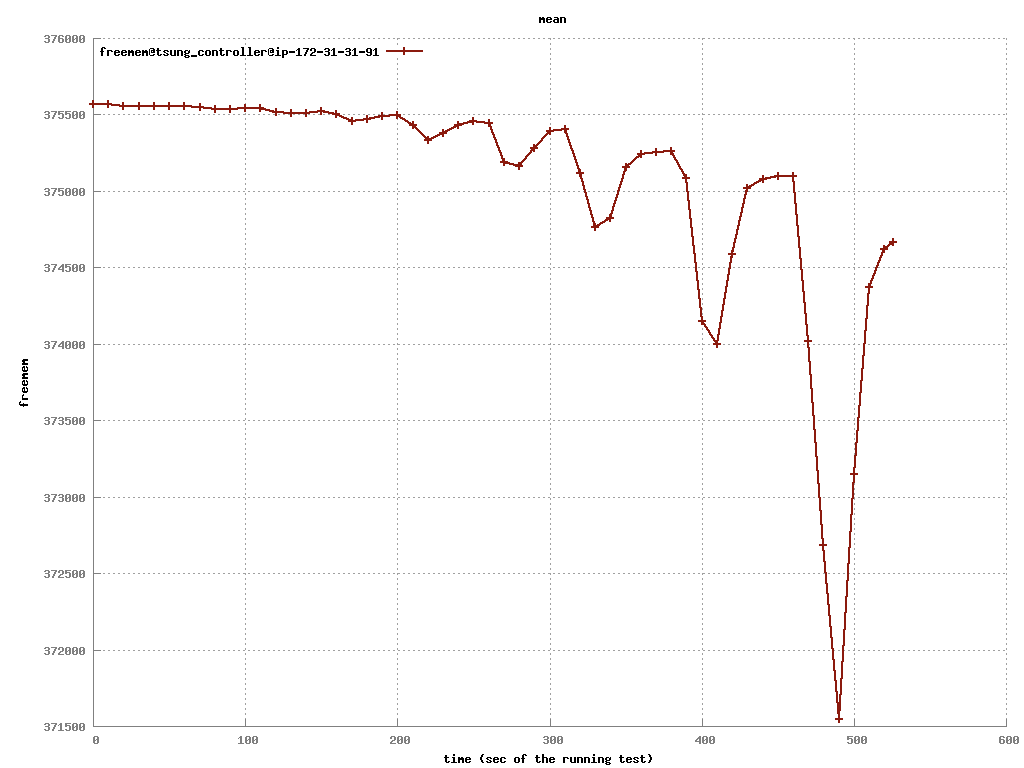 mean
freemem@tsung_controller@ip-172-31-31-91
376000
375500
375000
374500
374000
373500
373000
372500
372000
371500
freemem
0 100 200 300 400 500 600
time (sec of the running test)